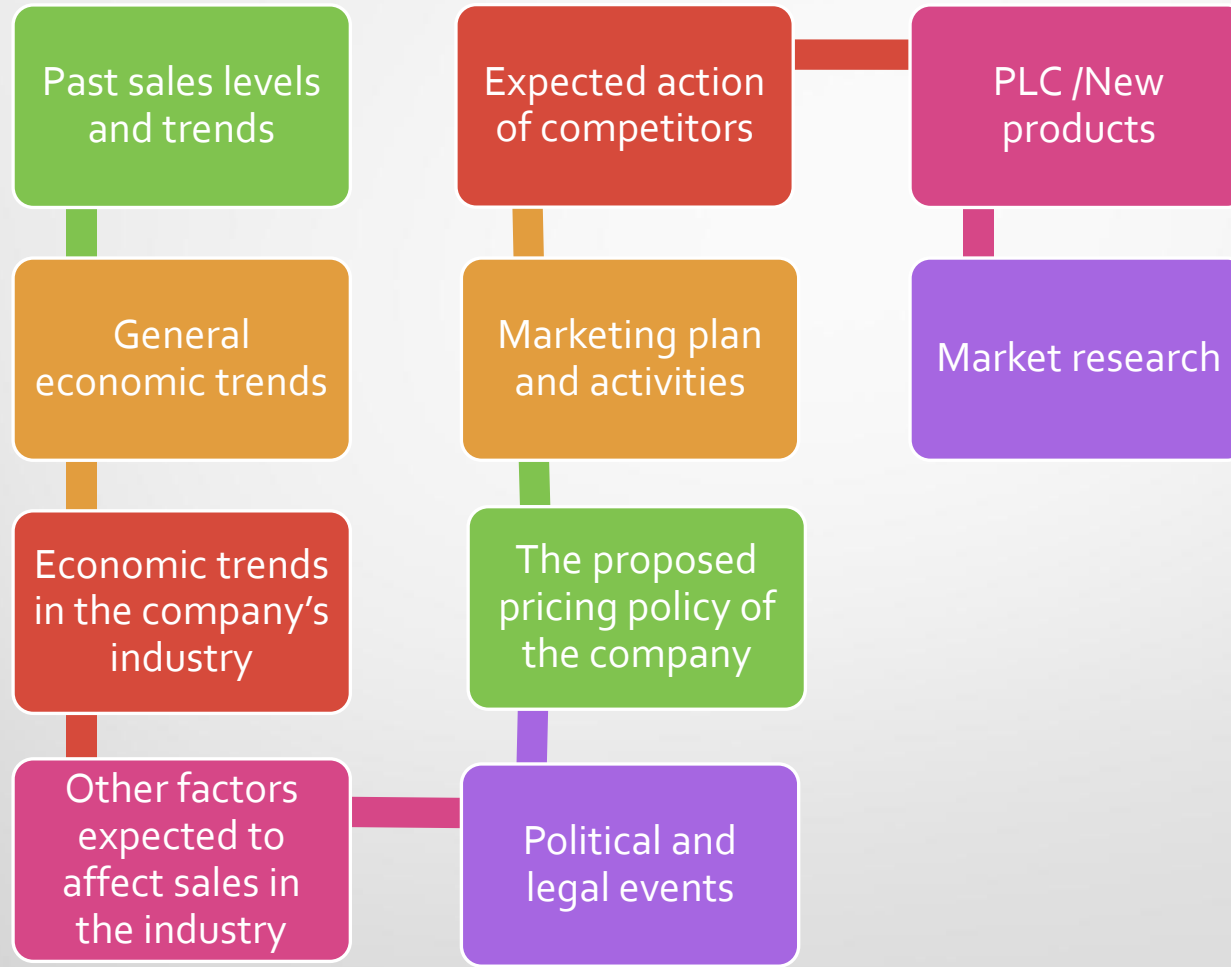 Past sales levels
and trends
General
economic trends
Economic trends
in the company’s
industry
Other factors
expected to
affect sales in
the industry
Political and
legal events
The proposed
pricing policy of
the company
Marketing plan
and activities
Expected action
of competitors
PLC /New
products
Market research